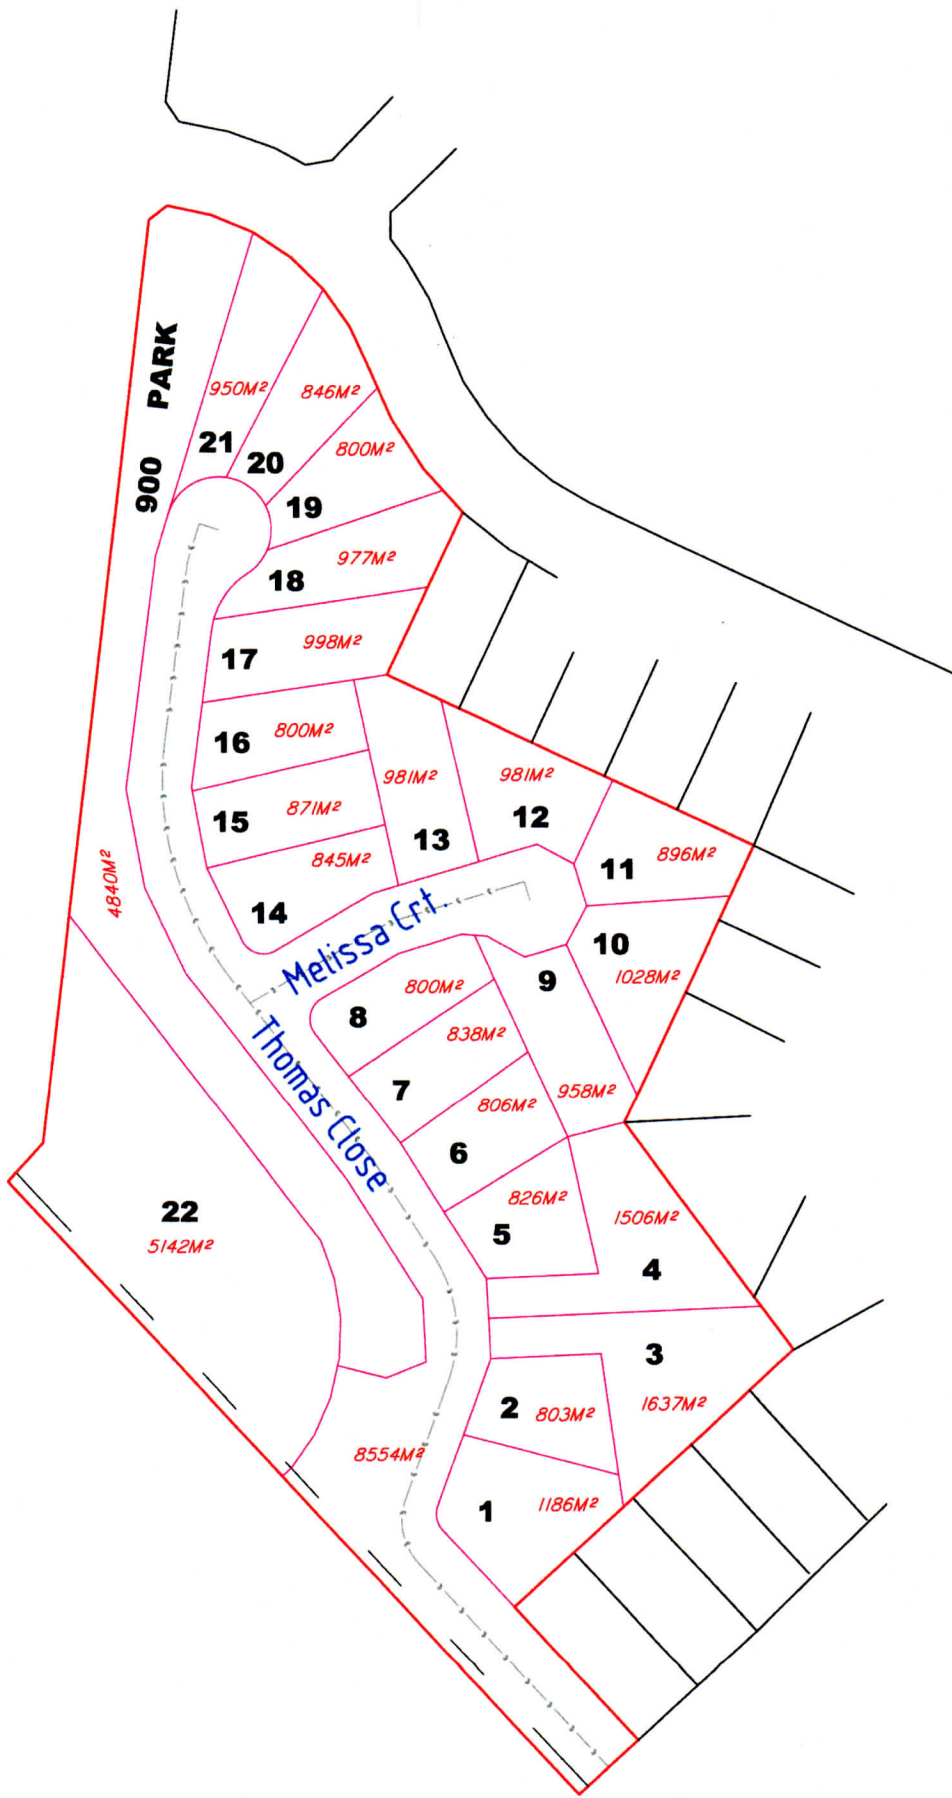 900 PARK
950M²
21
846M²
20
800M²
19
977M²
18
998M²
17
800M²
16
871M²
15
845M²
14
981M²
13
981M²
12
896M²
11
10
1028M²
9
958M²
Melissa Crt.
800M²
8
838M²
7
806M²
6
826M²
5
Thomas Close
4840M²
22
5142M²
1506M²
4
3
1637M²
2
803M²
1
1186M²
8554M²